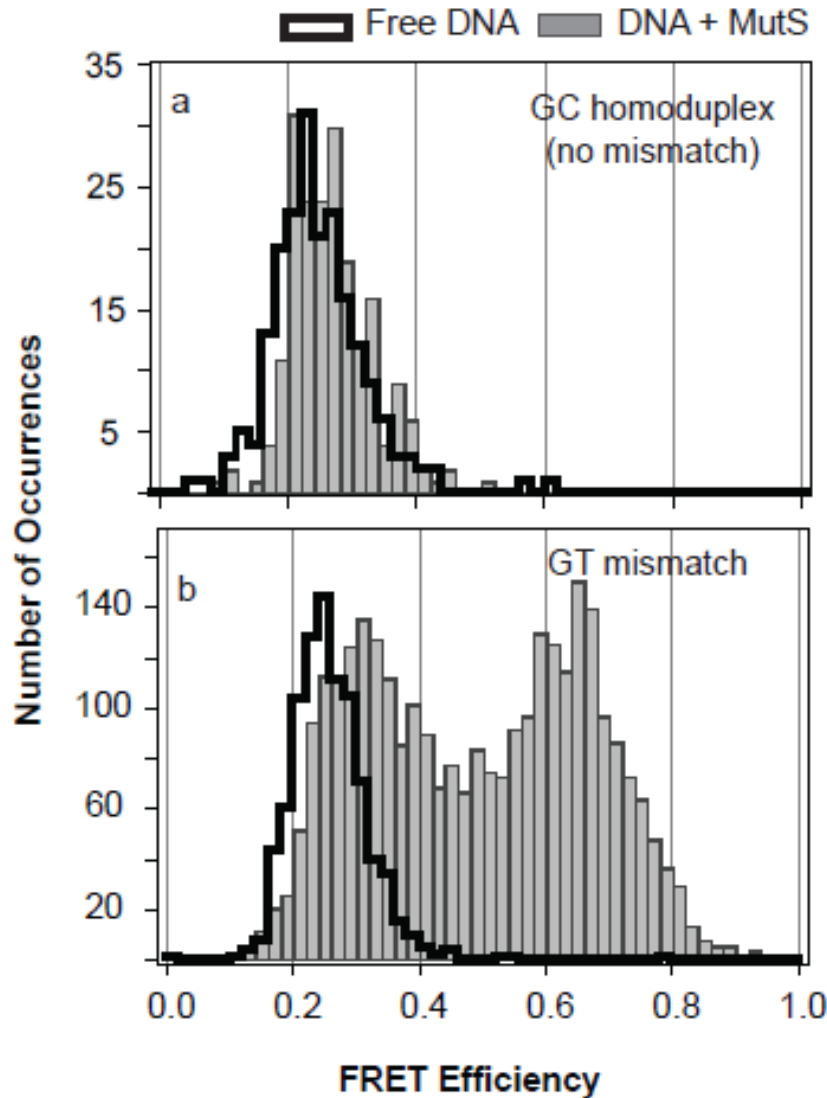 Free DNA DNA + MutS
a
GC homoduplex
(no mismatch)
35
25
15
5
Number of Occurrences
b
GT mismatch
140
100
60
20
0.0 0.2 0.4 0.6 0.8 1.0
FRET Efficiency